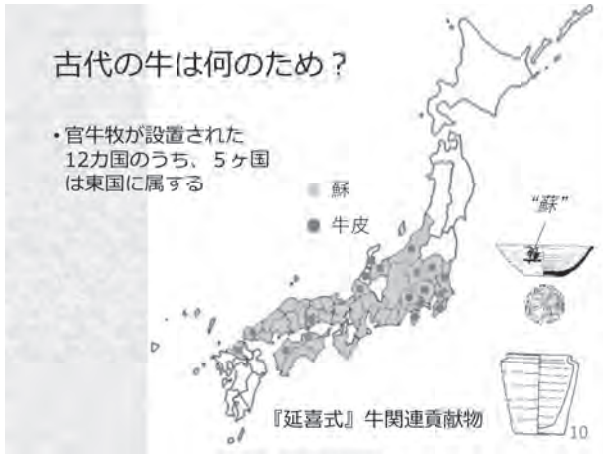 古代の牛は何のため?
・官牛牧が設置された
12カ国のうち、5ヶ国
は東国に属する
蘇
牛皮
“蘇”
『延喜式』牛関連貢献物
10